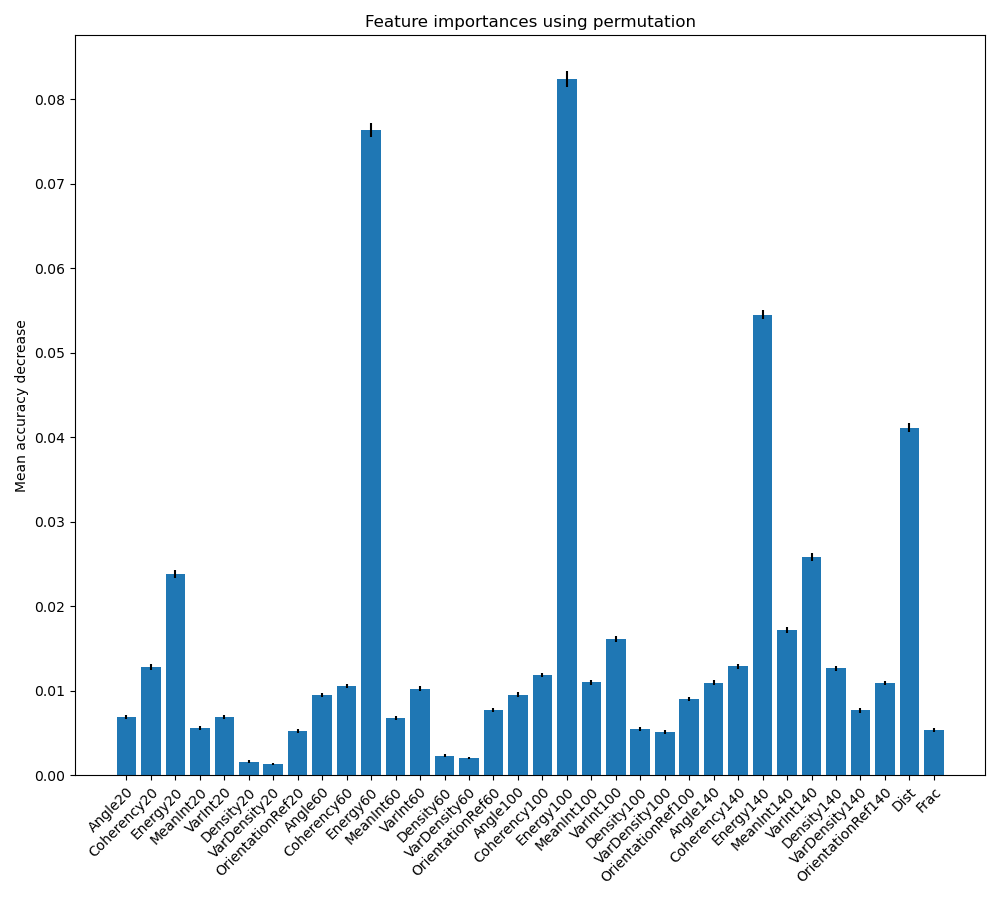 Feature importances using permutation
Mean accuracy decrease
0.08
0.07
0.06
0.05
0.04
0.03
0.02
0.01
0.00
Angle20
Coherency20
Energy20
MeanInt20
VarInt20
Density20
VarDensity20
OrientationRef20
Angle60
Coherency60
Energy60
MeanInt60
VarInt60
Density60
VarDensity60
OrientationRef60
Angle100
Coherency100
Energy100
MeanInt100
VarInt100
Density100
VarDensity100
OrientationRef100
Angle140
Coherency140
Energy140
MeanInt140
VarInt140
Density140
VarDensity140
OrientationRef140
Dist
Frac